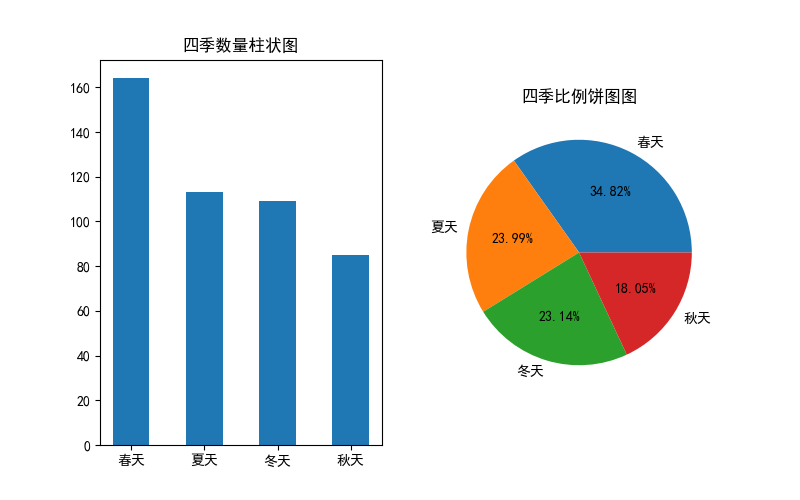 四季数量柱状图
160
140
120
100
80
60
40
20
0
春天 夏天 冬天 秋天
四季比例饼图图
春天
34.82%
夏天
23.99%
冬天
23.14%
秋天
18.05%